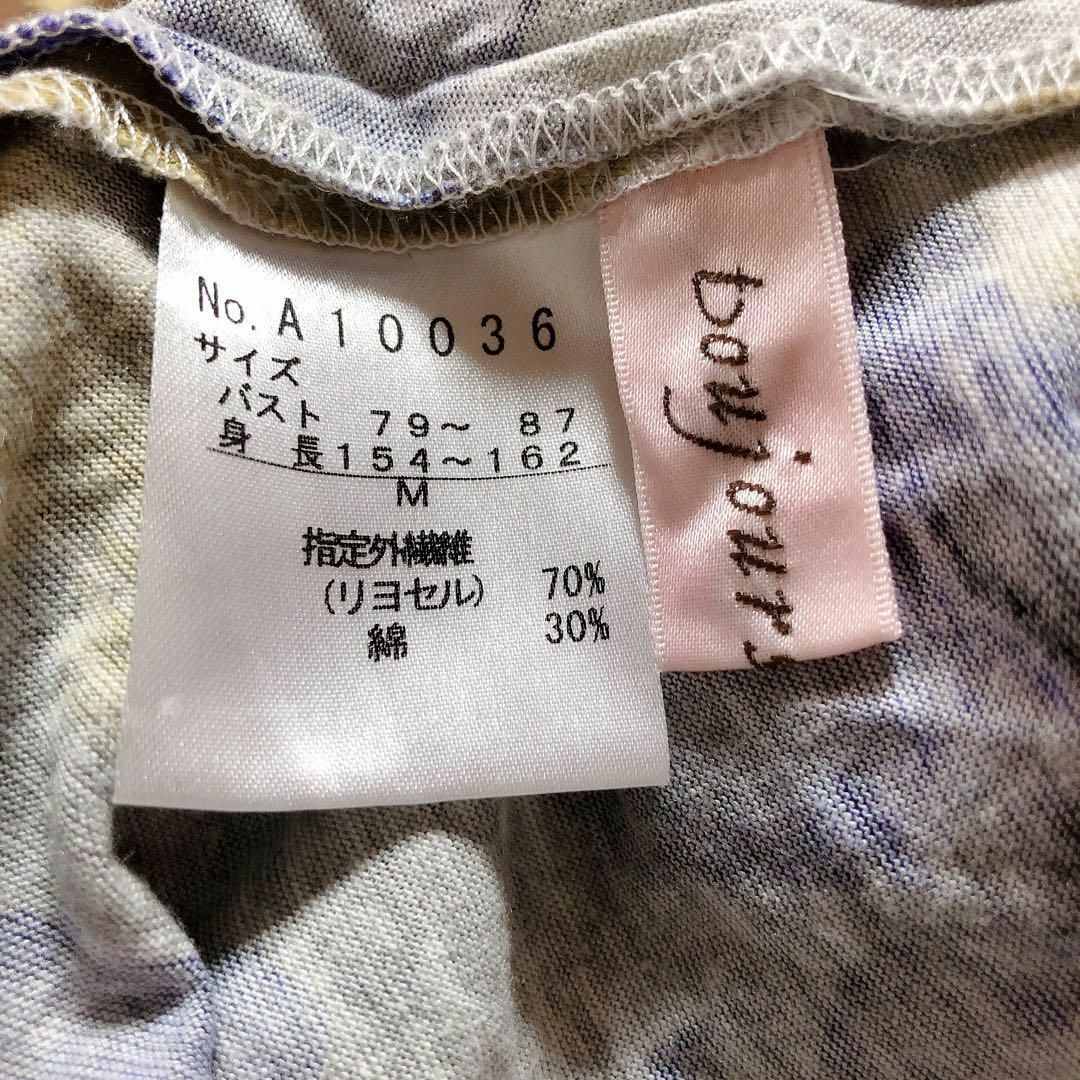 No. A10036
サイズ
バスト 79～ 87
身 長154～162
M
指定外繊維
(リヨセル) 70%
綿 30%
boujour